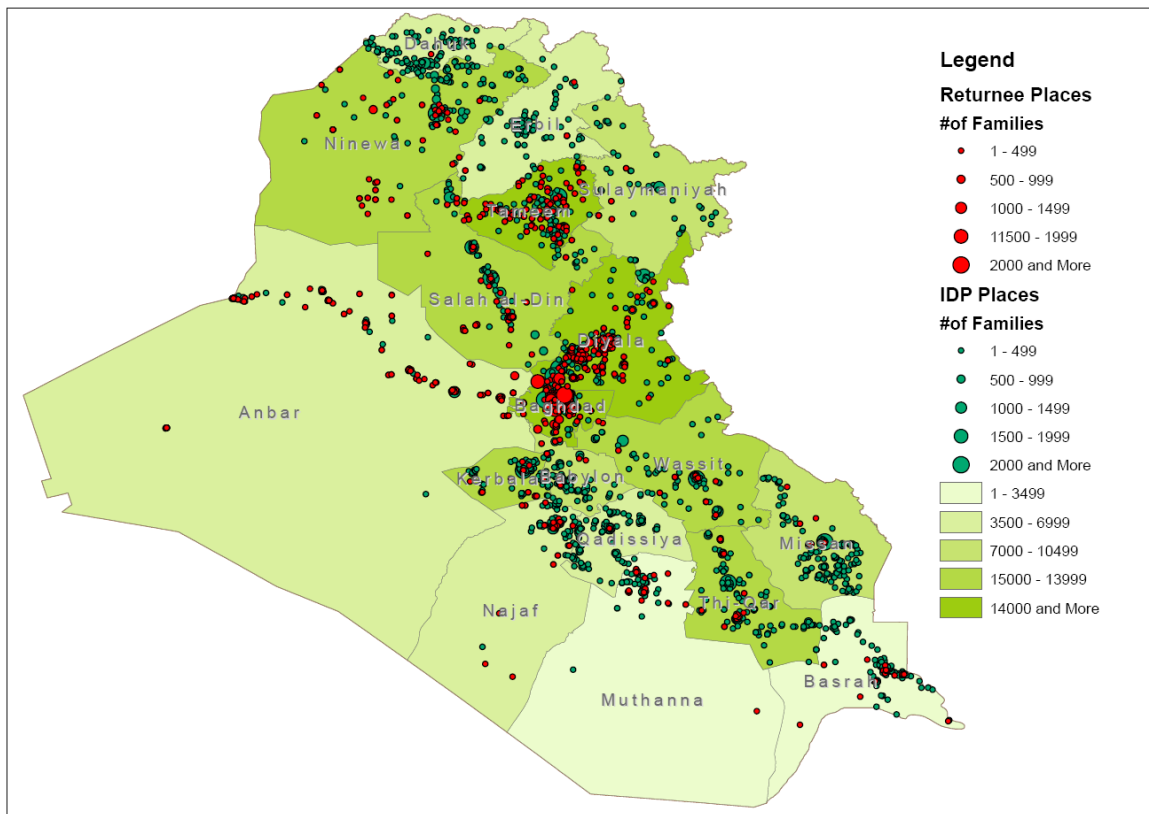 Dahuk
Erbil
Ninewa
Sulaymaniyah
Tameem
Salah al-Din
Diyala
Anbar
Baghdad
Wassit
Kerbala
Babylon
Qadissiya
Missan
Najaf
Thi-Qar
Basrah
Muthanna
Legend
Returnee Places
#of Families
1 - 499
500 - 999
1000 - 1499
11500 - 1999
2000 and More
IDP Places
#of Families
1 - 499
500 - 999
1000 - 1499
1500 - 1999
2000 and More
1 - 3499
3500 - 6999
7000 - 10499
15000 - 13999
14000 and More